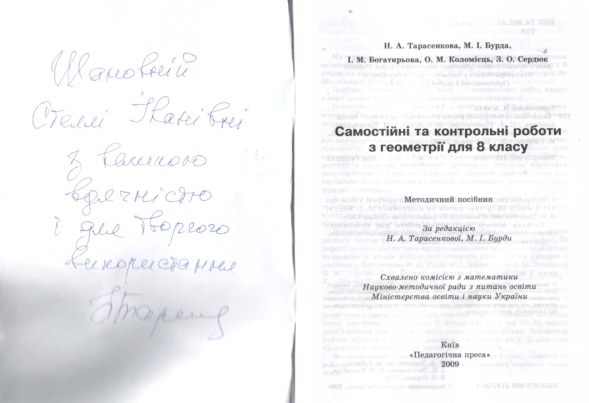 Шановній
Стеллі Іванівні
з великою
вдячністю
і для творчого
використання
Н. А. Тарасенкова, М. І. Бурда,
І. М. Богатирьова, О. М. Коломієць, З. О. Сердюк
Самостійні та контрольні роботи
з геометрії для 8 класу
Методичний посібник
За редакцією
Н. А. Тарасенкової, М. І. Бурди
Схвалено комісією з математики
Науково-методичної ради з питань освіти
Міністерства освіти і науки України
Київ
«Педагогічна преса»
2009